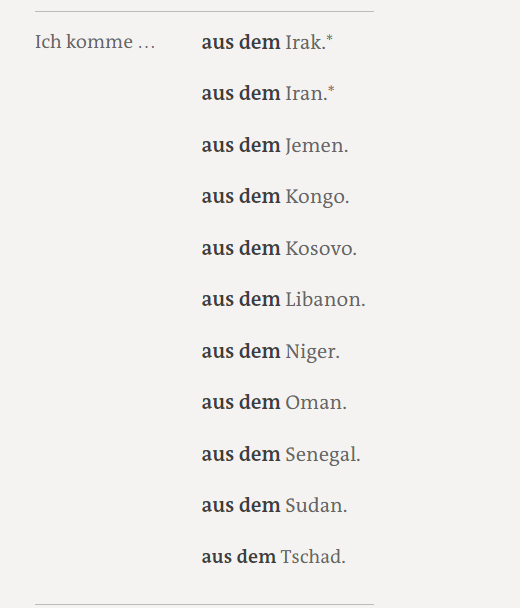 Ich komme … aus dem Irak.*
aus dem Iran.*
aus dem Jemen.
aus dem Kongo.
aus dem Kosovo.
aus dem Libanon.
aus dem Niger.
aus dem Oman.
aus dem Senegal.
aus dem Sudan.
aus dem Tschad.